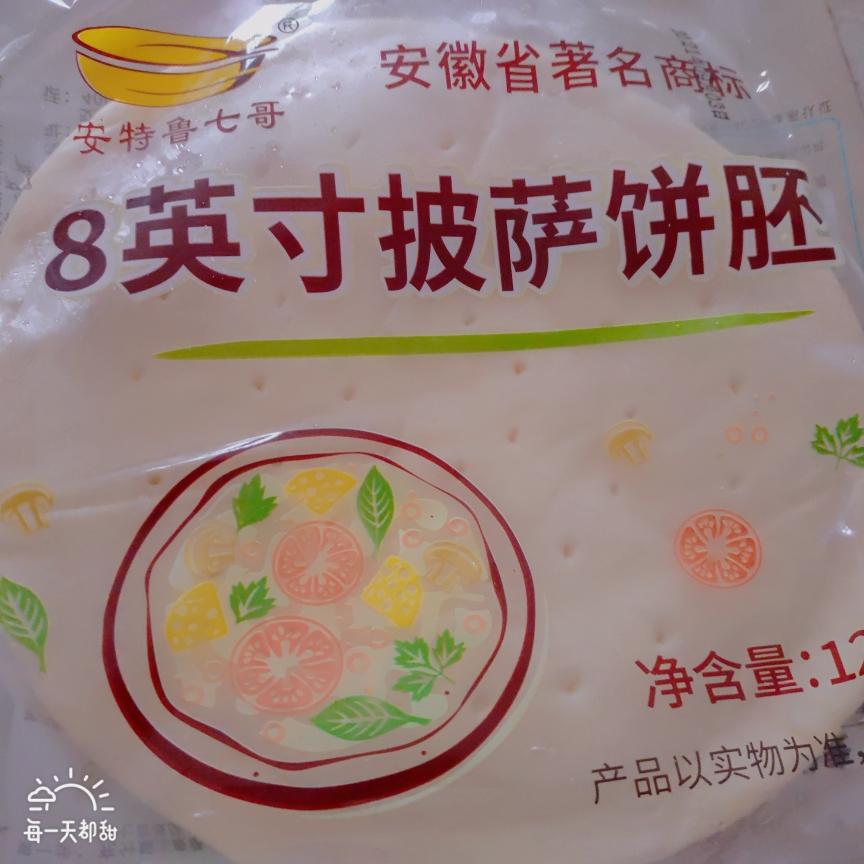 ®
安徽省著名商标
安特鲁七哥
8英寸披萨饼胚
净含量:12
产品以实物为准,
每一天都甜